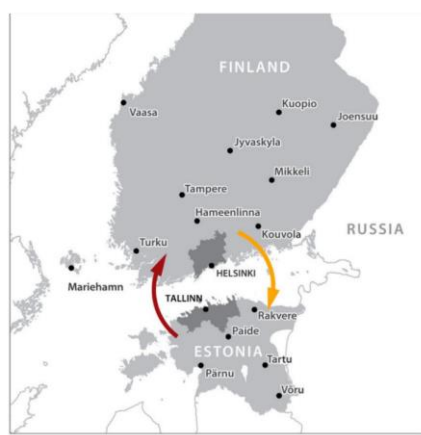 FINLAND
Kuopio
Vaasa
Joensuu
Jyvaskyla
Mikkeli
Tampere
Hameenlinna
Kouvola
RUSSIA
Turku
HELSINKI
Mariehamn
TALLINN
Rakvere
Paide
ESTONIA
Tartu
Pärnu
Võru